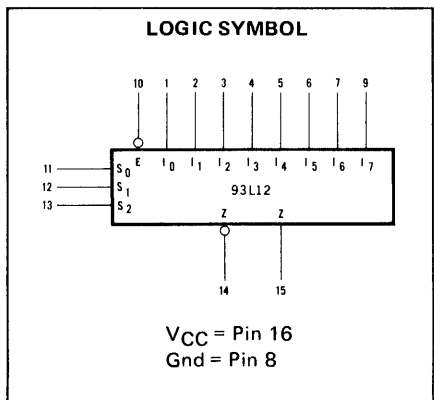 LOGIC SYMBOL
10 1 2 3 4 5 6 7 9
E I0 I1 I2 I3 I4 I5 I6 I7
11 S0
12 S1
13 S2
93L12
Z Z
14 15
VCC = Pin 16
Gnd = Pin 8